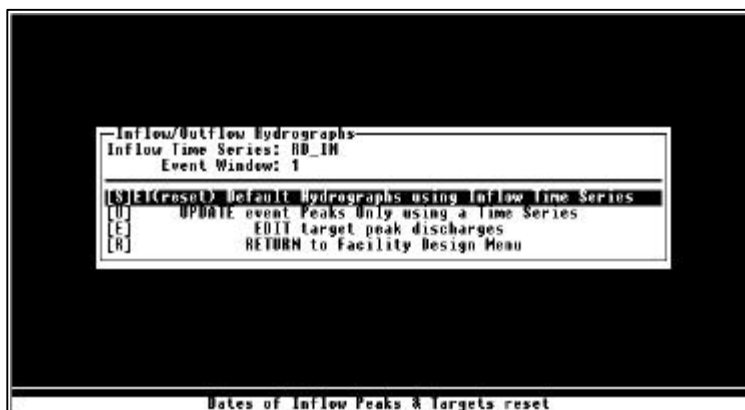 Inflow/Outflow Hydrographs
Inflow Time Series: RD_IN
Event Window: 1
[S]ET(reset) Default Hydrographs using Inflow Time Series
[U] UPDATE event Peaks Only using a Time Series
[E] EDIT target peak discharges
[R] RETURN to Facility Design Menu
Dates of Inflow Peaks & Targets reset